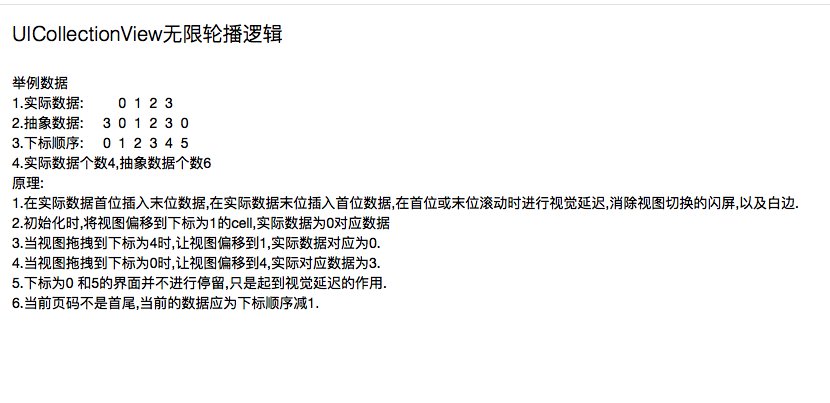 UICollectionView无限轮播逻辑
举例数据
1.实际数据: 0 1 2 3
2.抽象数据: 3 0 1 2 3 0
3.下标顺序: 0 1 2 3 4 5
4.实际数据个数4,抽象数据个数6
原理:
1.在实际数据首位插入末位数据,在实际数据末位插入首位数据,在首位或末位滚动时进行视觉延迟,消除视图切换的闪屏,以及白边.
2.初始化时,将视图偏移到下标为1的cell,实际数据为0对应数据
3.当视图拖拽到下标为4时,让视图偏移到1,实际数据对应为0.
4.当视图拖拽到下标为0时,让视图偏移到4,实际对应数据为3.
5.下标为0 和5的界面并不进行停留,只是起到视觉延迟的作用.
6.当前页码不是首尾,当前的数据应为下标顺序减1.